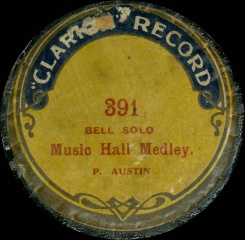 "CLARION" RECORD
391
BELL SOLO
Music Hall Medley.
P. AUSTIN